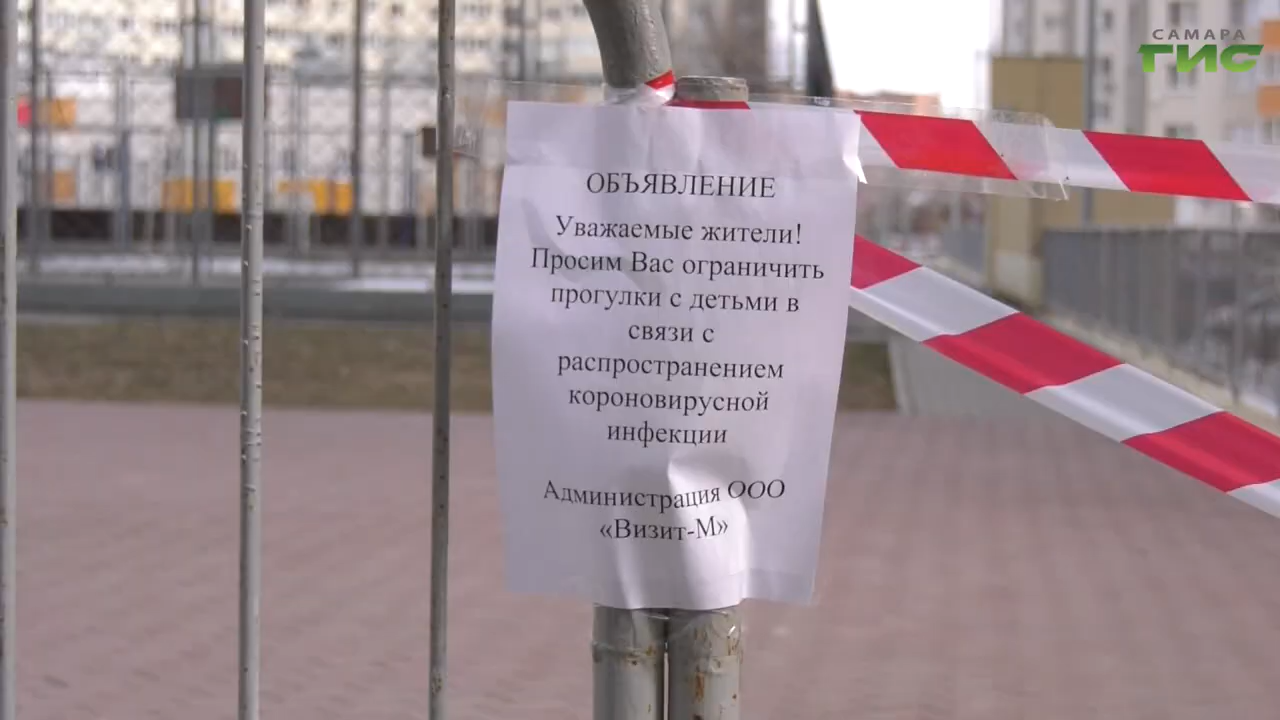 САМАРА
ГИС
ОБЪЯВЛЕНИЕ
Уважаемые жители!
Просим Вас ограничить
прогулки с детьми в
связи с
распространением
короновирусной
инфекции
Администрация ООО
«Визит-М»